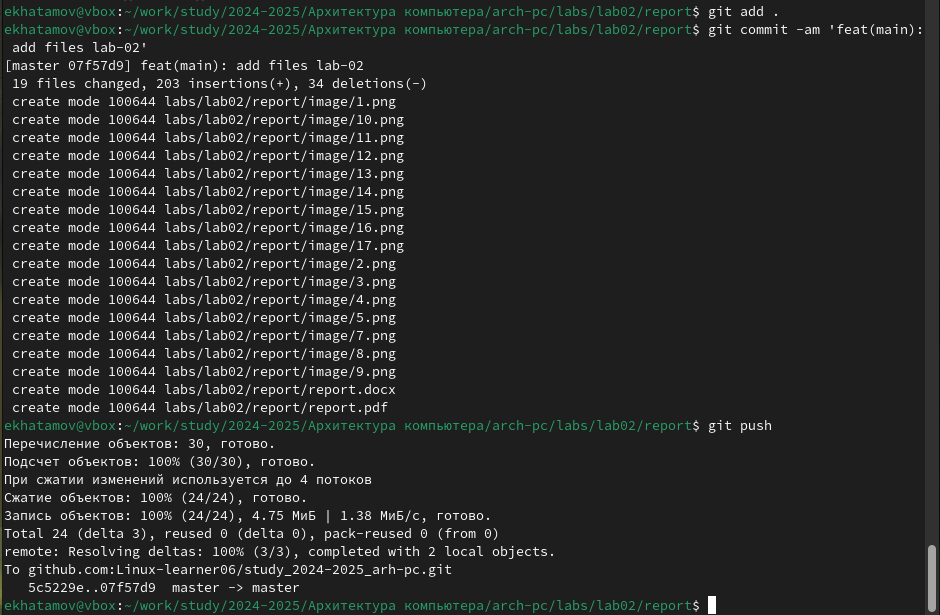 ekhatamov@vbox:~/work/study/2024-2025/Архитектура компьютера/arch-pc/labs/lab02/report$ git add .
ekhatamov@vbox:~/work/study/2024-2025/Архитектура компьютера/arch-pc/labs/lab02/report$ git commit -am 'feat(main):
 add files lab-02'
[master 07f57d9] feat(main): add files lab-02
 19 files changed, 203 insertions(+), 34 deletions(-)
 create mode 100644 labs/lab02/report/image/1.png
 create mode 100644 labs/lab02/report/image/10.png
 create mode 100644 labs/lab02/report/image/11.png
 create mode 100644 labs/lab02/report/image/12.png
 create mode 100644 labs/lab02/report/image/13.png
 create mode 100644 labs/lab02/report/image/14.png
 create mode 100644 labs/lab02/report/image/15.png
 create mode 100644 labs/lab02/report/image/16.png
 create mode 100644 labs/lab02/report/image/17.png
 create mode 100644 labs/lab02/report/image/2.png
 create mode 100644 labs/lab02/report/image/3.png
 create mode 100644 labs/lab02/report/image/4.png
 create mode 100644 labs/lab02/report/image/5.png
 create mode 100644 labs/lab02/report/image/7.png
 create mode 100644 labs/lab02/report/image/8.png
 create mode 100644 labs/lab02/report/image/9.png
 create mode 100644 labs/lab02/report/report.docx
 create mode 100644 labs/lab02/report/report.pdf
ekhatamov@vbox:~/work/study/2024-2025/Архитектура компьютера/arch-pc/labs/lab02/report$ git push
Перечисление объектов: 30, готово.
Подсчет объектов: 100% (30/30), готово.
При сжатии изменений используется до 4 потоков
Сжатие объектов: 100% (24/24), готово.
Запись объектов: 100% (24/24), 4.75 МиБ | 1.38 МиБ/с, готово.
Total 24 (delta 3), reused 0 (delta 0), pack-reused 0 (from 0)
remote: Resolving deltas: 100% (3/3), completed with 2 local objects.
To github.com:Linux-learner06/study_2024-2025_arh-pc.git
   5c5229e..07f57d9  master -> master
ekhatamov@vbox:~/work/study/2024-2025/Архитектура компьютера/arch-pc/labs/lab02/report$